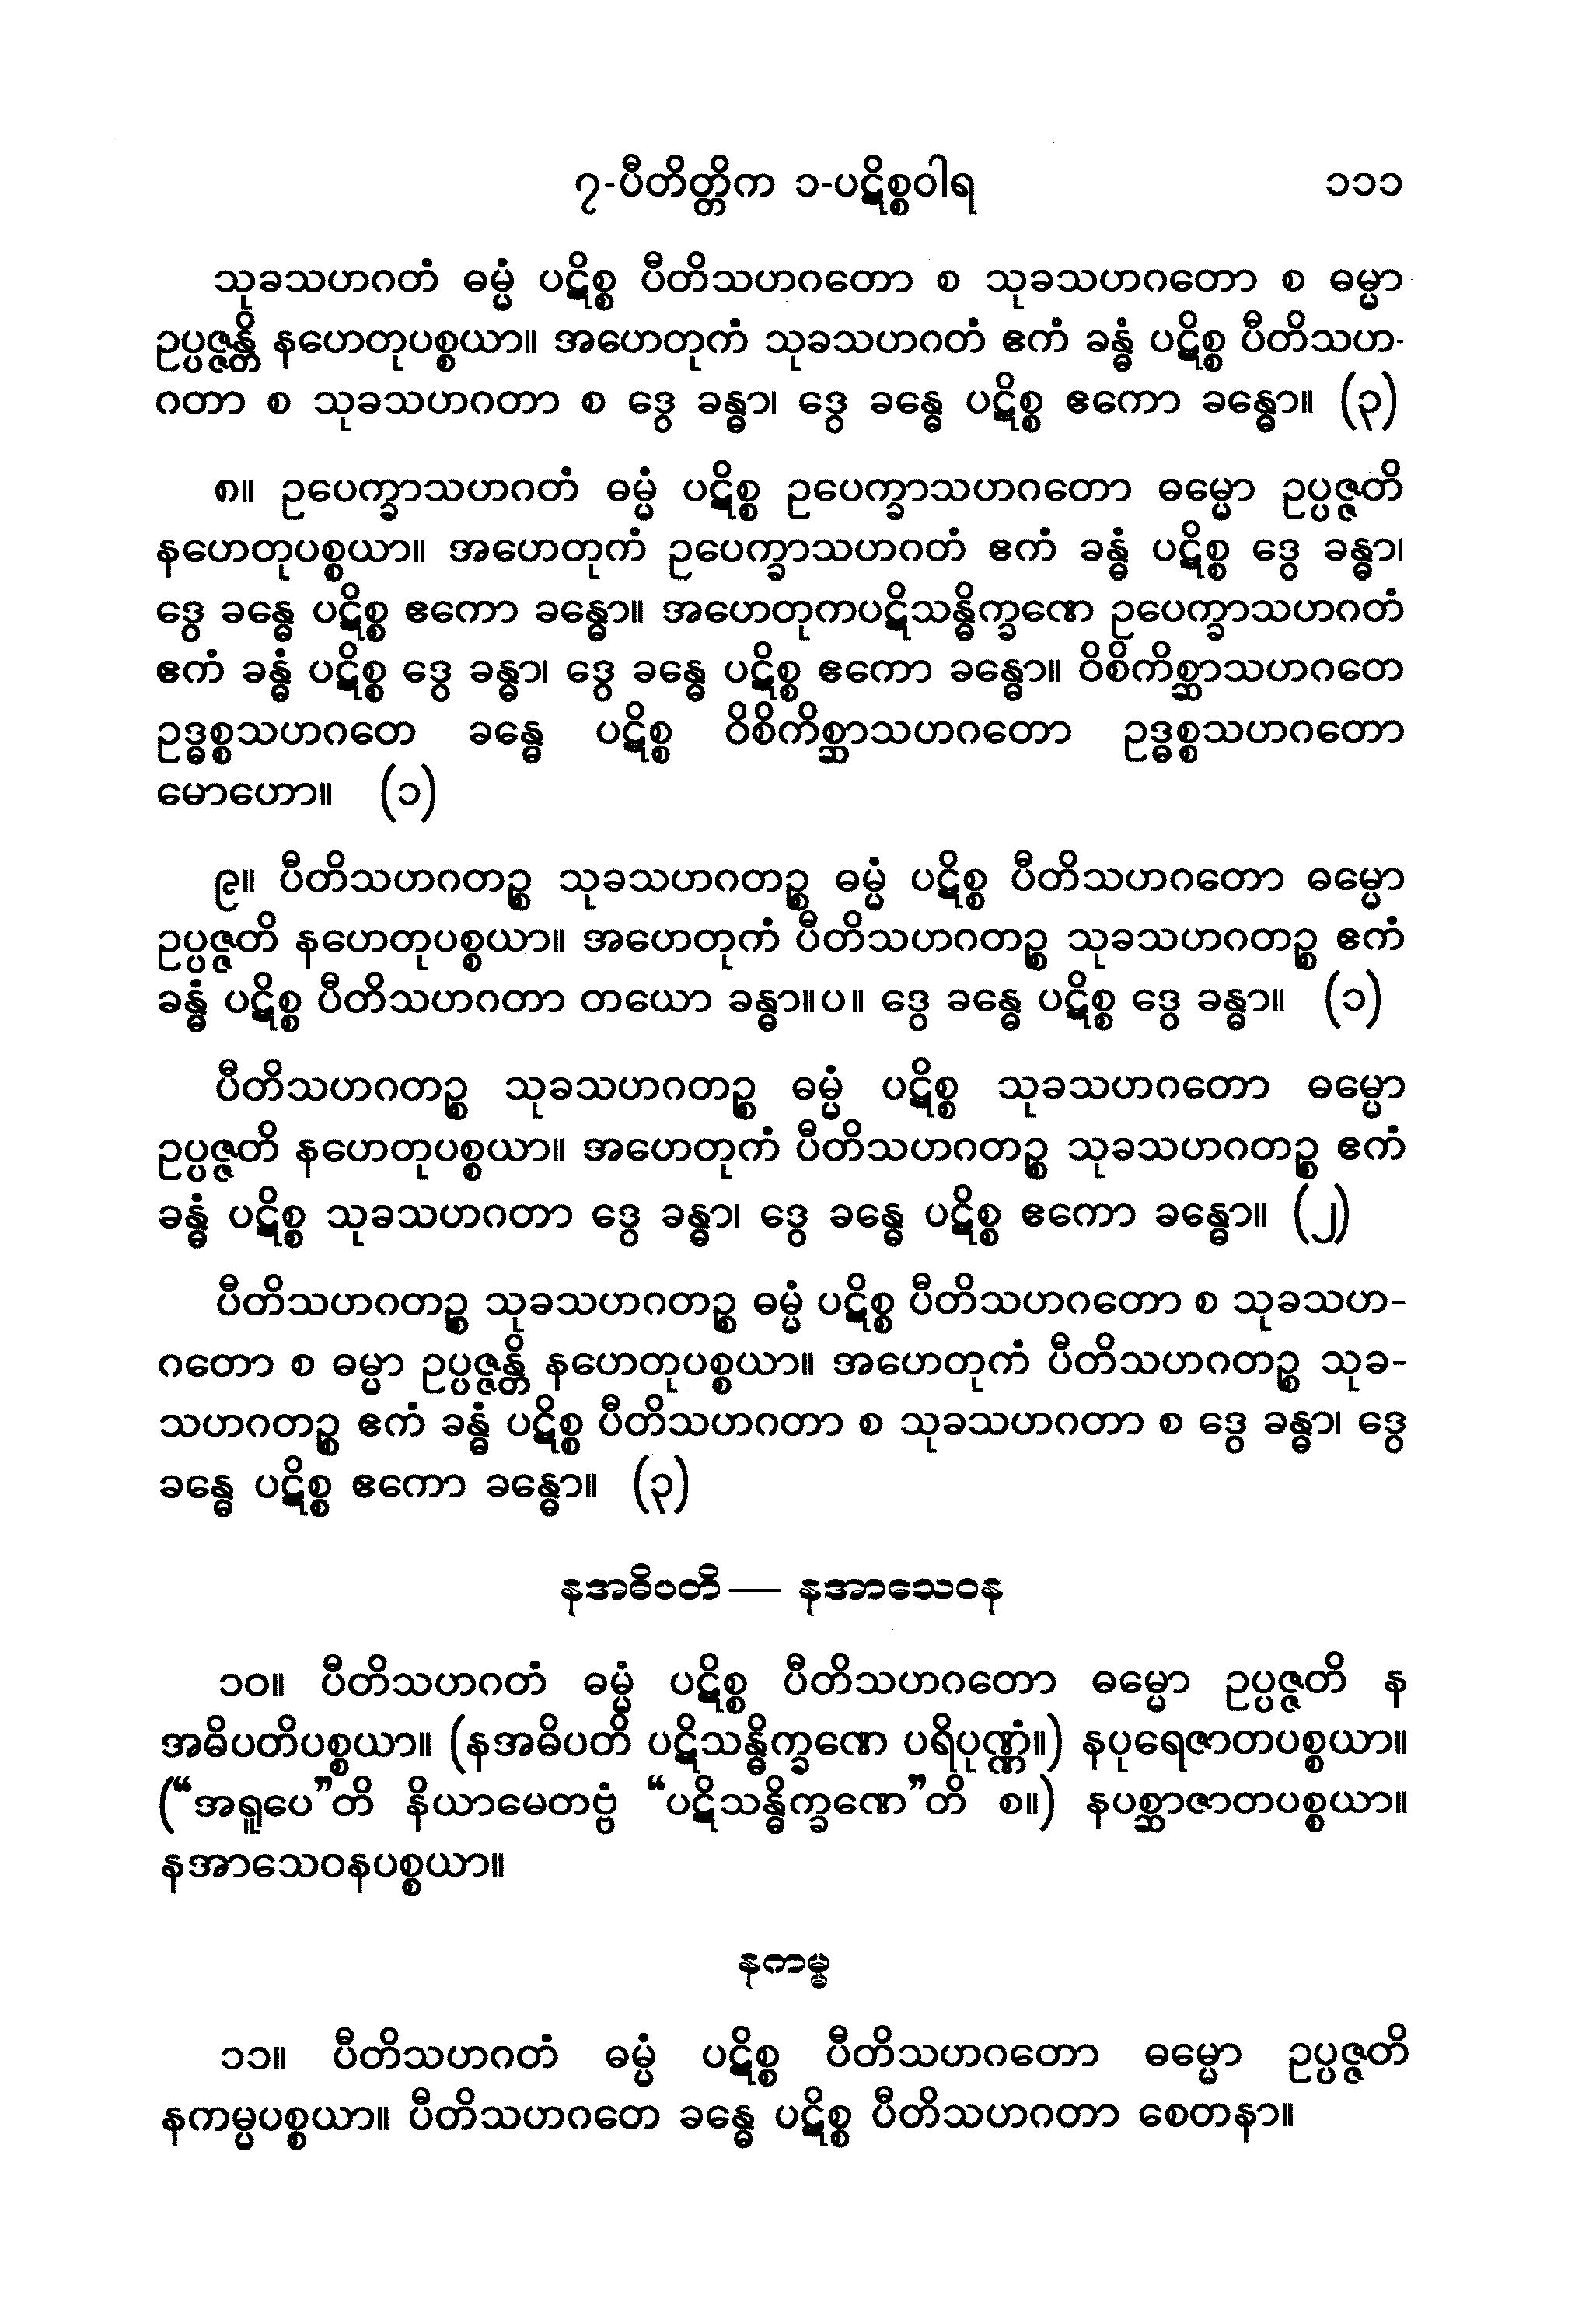 ၇-ပီတိတ္တိက ၁-ပဋိစ္စဝါရ ၁၁၁
သုခသဟဂတံ ဓမ္မံ ပဋိစ္စ ပီတိသဟဂတော စ သုခသဟဂတော စ ဓမ္မာ
ဥပ္ပဇ္ဇန္တိ နဟေတုပစ္စယာ။ အဟေတုကံ သုခသဟဂတံ ဧကံ ခန္ဓံ ပဋိစ္စ ပီတိသဟ-
ဂတာ စ သုခသဟဂတာ စ ဒွေ ခန္ဓာ၊ ဒွေ ခန္ဓေ ပဋိစ္စ ဧကော ခန္ဓော။ (၃)
၈။ ဥပေက္ခာသဟဂတံ ဓမ္မံ ပဋိစ္စ ဥပေက္ခာသဟဂတော ဓမ္မော ဥပ္ပဇ္ဇတိ
နဟေတုပစ္စယာ။ အဟေတုကံ ဥပေက္ခာသဟဂတံ ဧကံ ခန္ဓံ ပဋိစ္စ ဒွေ ခန္ဓာ၊
ဒွေ ခန္ဓေ ပဋိစ္စ ဧကော ခန္ဓော။ အဟေတုကပဋိသန္ဓိက္ခဏေ ဥပေက္ခာသဟဂတံ
ဧကံ ခန္ဓံ ပဋိစ္စ ဒွေ ခန္ဓာ၊ ဒွေ ခန္ဓေ ပဋိစ္စ ဧကော ခန္ဓော။ ဝိစိကိစ္ဆာသဟဂတေ
ဥဒ္ဓစ္စသဟဂတေ ခန္ဓေ ပဋိစ္စ ဝိစိကိစ္ဆာသဟဂတော ဥဒ္ဓစ္စသဟဂတော
မောဟော။ (၁)
၉။ ပီတိသဟဂတဉ္စ သုခသဟဂတဉ္စ ဓမ္မံ ပဋိစ္စ ပီတိသဟဂတော ဓမ္မော
ဥပ္ပဇ္ဇတိ နဟေတုပစ္စယာ။ အဟေတုကံ ပီတိသဟဂတဉ္စ သုခသဟဂတဉ္စ ဧကံ
ခန္ဓံ ပဋိစ္စ ပီတိသဟဂတာ တယော ခန္ဓာ။ပ။ ဒွေ ခန္ဓေ ပဋိစ္စ ဒွေ ခန္ဓာ။ (၁)
ပီတိသဟဂတဉ္စ သုခသဟဂတဉ္စ ဓမ္မံ ပဋိစ္စ သုခသဟဂတော ဓမ္မော
ဥပ္ပဇ္ဇတိ နဟေတုပစ္စယာ။ အဟေတုကံ ပီတိသဟဂတဉ္စ သုခသဟဂတဉ္စ ဧကံ
ခန္ဓံ ပဋိစ္စ သုခသဟဂတာ ဒွေ ခန္ဓာ၊ ဒွေ ခန္ဓေ ပဋိစ္စ ဧကော ခန္ဓော။ (၂)
ပီတိသဟဂတဉ္စ သုခသဟဂတဉ္စ ဓမ္မံ ပဋိစ္စ ပီတိသဟဂတော စ သုခသဟ-
ဂတော စ ဓမ္မာ ဥပ္ပဇ္ဇန္တိ နဟေတုပစ္စယာ။ အဟေတုကံ ပီတိသဟဂတဉ္စ သုခ-
သဟဂတဉ္စ ဧကံ ခန္ဓံ ပဋိစ္စ ပီတိသဟဂတာ စ သုခသဟဂတာ စ ဒွေ ခန္ဓာ၊ ဒွေ
ခန္ဓေ ပဋိစ္စ ဧကော ခန္ဓော။ (၃)
နအဓိပတိ — နအာသေဝန
၁၀။ ပီတိသဟဂတံ ဓမ္မံ ပဋိစ္စ ပီတိသဟဂတော ဓမ္မော ဥပ္ပဇ္ဇတိ န
အဓိပတိပစ္စယာ။ (နအဓိပတိ ပဋိသန္ဓိက္ခဏေ ပရိပုဏ္ဏံ။) နပုရေဇာတပစ္စယာ။
(“အရူပေ”တိ နိယာမေတဗ္ဗံ “ပဋိသန္ဓိက္ခဏေ”တိ စ။) နပစ္ဆာဇာတပစ္စယာ။
နအာသေဝနပစ္စယာ။
နကမ္မ
၁၁။ ပီတိသဟဂတံ ဓမ္မံ ပဋိစ္စ ပီတိသဟဂတော ဓမ္မော ဥပ္ပဇ္ဇတိ
နကမ္မပစ္စယာ။ ပီတိသဟဂတေ ခန္ဓေ ပဋိစ္စ ပီတိသဟဂတာ စေတနာ။